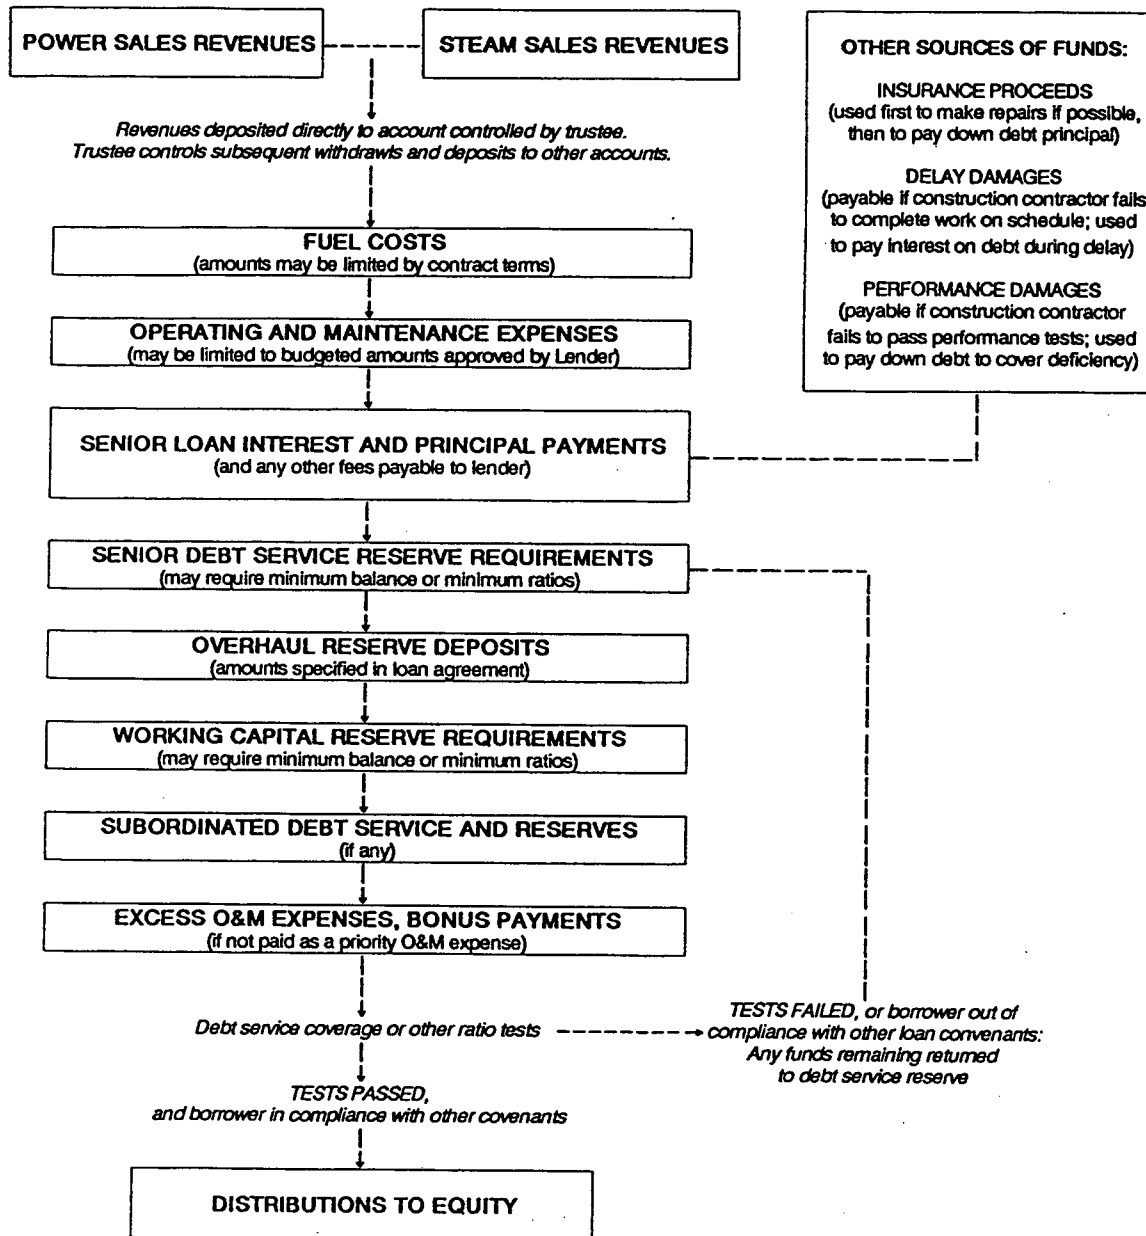 POWER SALES REVENUES
STEAM SALES REVENUES
Revenues deposited directly to account controlled by trustee.
Trustee controls subsequent withdrawls and deposits to other accounts.
FUEL COSTS
(amounts may be limited by contract terms)
OPERATING AND MAINTENANCE EXPENSES
(may be limited to budgeted amounts approved by Lender)
SENIOR LOAN INTEREST AND PRINCIPAL PAYMENTS
(and any other fees payable to lender)
SENIOR DEBT SERVICE RESERVE REQUIREMENTS
(may require minimum balance or minimum ratios)
OVERHAUL RESERVE DEPOSITS
(amounts specified in loan agreement)
WORKING CAPITAL RESERVE REQUIREMENTS
(may require minimum balance or minimum ratios)
SUBORDINATED DEBT SERVICE AND RESERVES
(if any)
EXCESS O&M EXPENSES, BONUS PAYMENTS
(if not paid as a priority O&M expense)
Debt service coverage or other ratio tests
TESTS PASSED,
and borrower in compliance with other covenants
DISTRIBUTIONS TO EQUITY
OTHER SOURCES OF FUNDS:
INSURANCE PROCEEDS
(used first to make repairs if possible,
then to pay down debt principal)
DELAY DAMAGES
(payable if construction contractor fails
to complete work on schedule; used
to pay interest on debt during delay)
PERFORMANCE DAMAGES
(payable if construction contractor
fails to pass performance tests; used
to pay down debt to cover deficiency)
TESTS FAILED, or borrower out of
compliance with other loan convenants:
Any funds remaining returned
to debt service reserve